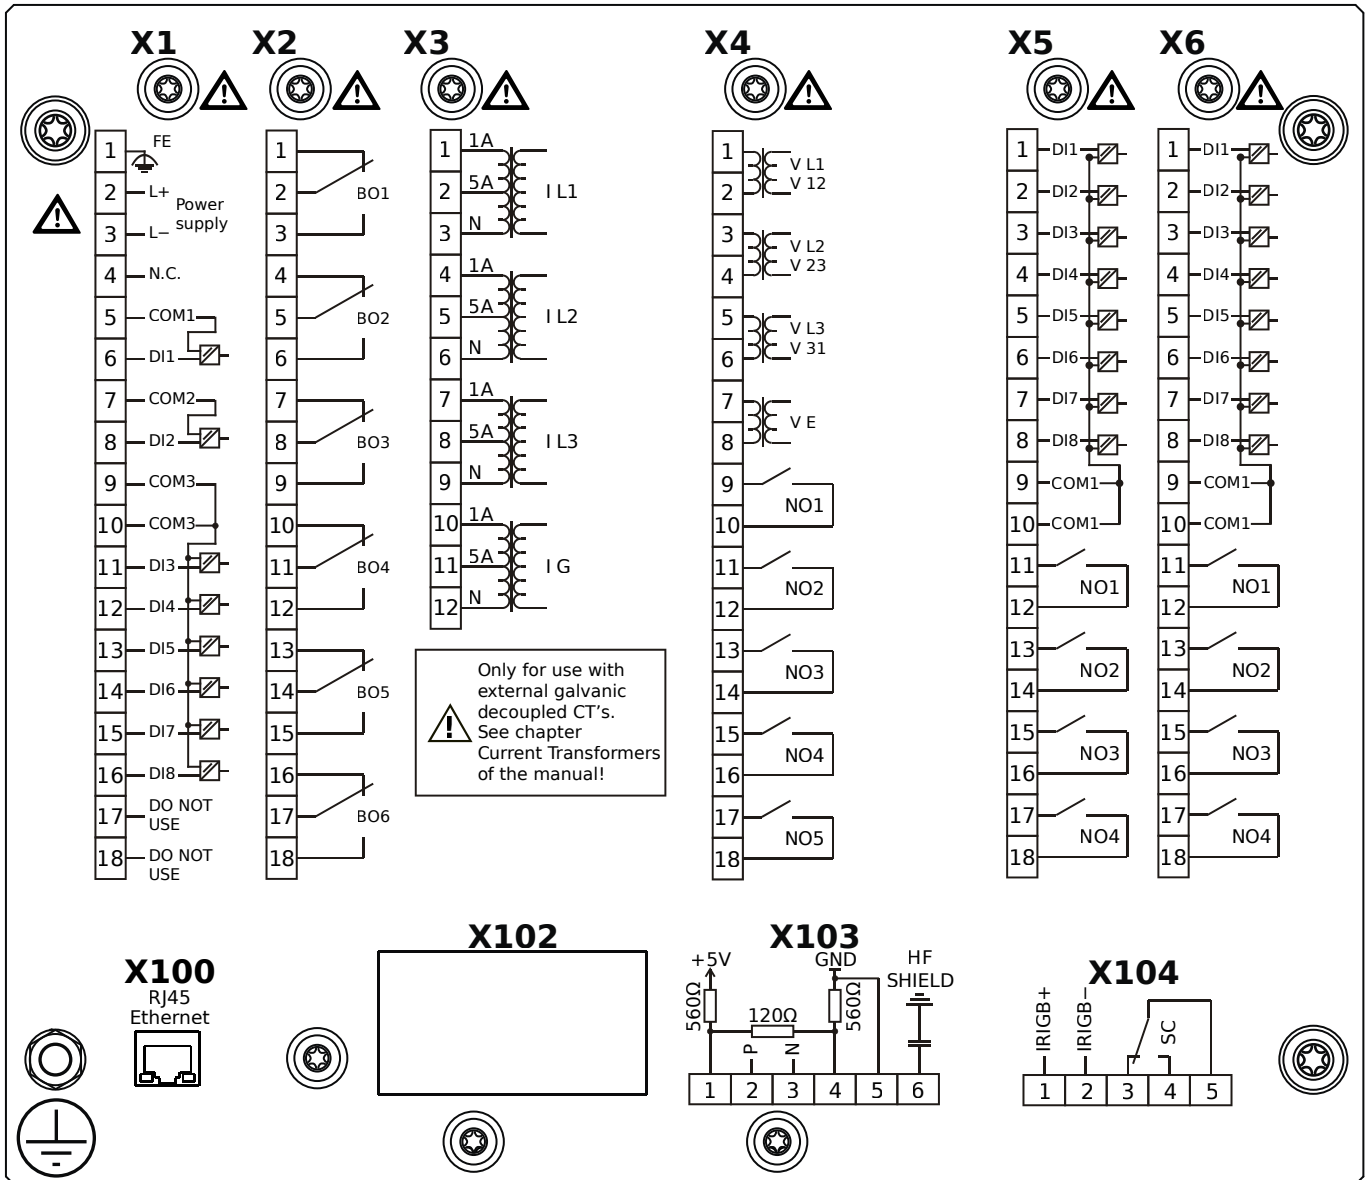 X1
X2
X3
X4
X5
X6
1
FE
2
L+
Power
supply
3
L−
4
N.C.
5
COM1
6
DI1
7
COM2
8
DI2
9
COM3
10
COM3
11
DI3
12
DI4
13
DI5
14
DI6
15
DI7
16
DI8
17
DO NOT
USE
18
DO NOT
USE
1
2
BO1
3
4
5
BO2
6
7
8
BO3
9
10
11
BO4
12
13
14
BO5
15
16
17
BO6
18
1
1A
2
5A
I L1
3
N
4
1A
5
5A
I L2
6
N
7
1A
8
5A
I L3
9
N
10
1A
11
5A
I G
12
N
Only for use with
external galvanic
decoupled CT's.
See chapter
Current Transformers
of the manual!
1
V L1
V 12
2
3
V L2
V 23
4
5
V L3
V 31
6
7
V E
8
9
NO1
10
11
NO2
12
13
NO3
14
15
NO4
16
17
NO5
18
1
DI1
2
DI2
3
DI3
4
DI4
5
DI5
6
DI6
7
DI7
8
DI8
9
COM1
10
COM1
11
NO1
12
13
NO2
14
15
NO3
16
17
NO4
18
1
DI1
2
DI2
3
DI3
4
DI4
5
DI5
6
DI6
7
DI7
8
DI8
9
COM1
10
COM1
11
NO1
12
13
NO2
14
15
NO3
16
17
NO4
18
X100
RJ45
Ethernet
X102
X103
+5V
GND
HF
SHIELD
560Ω
120Ω
560Ω
P
N
1 2 3 4 5 6
X104
IRIGB+
IRIGB−
SC
1 2 3 4 5